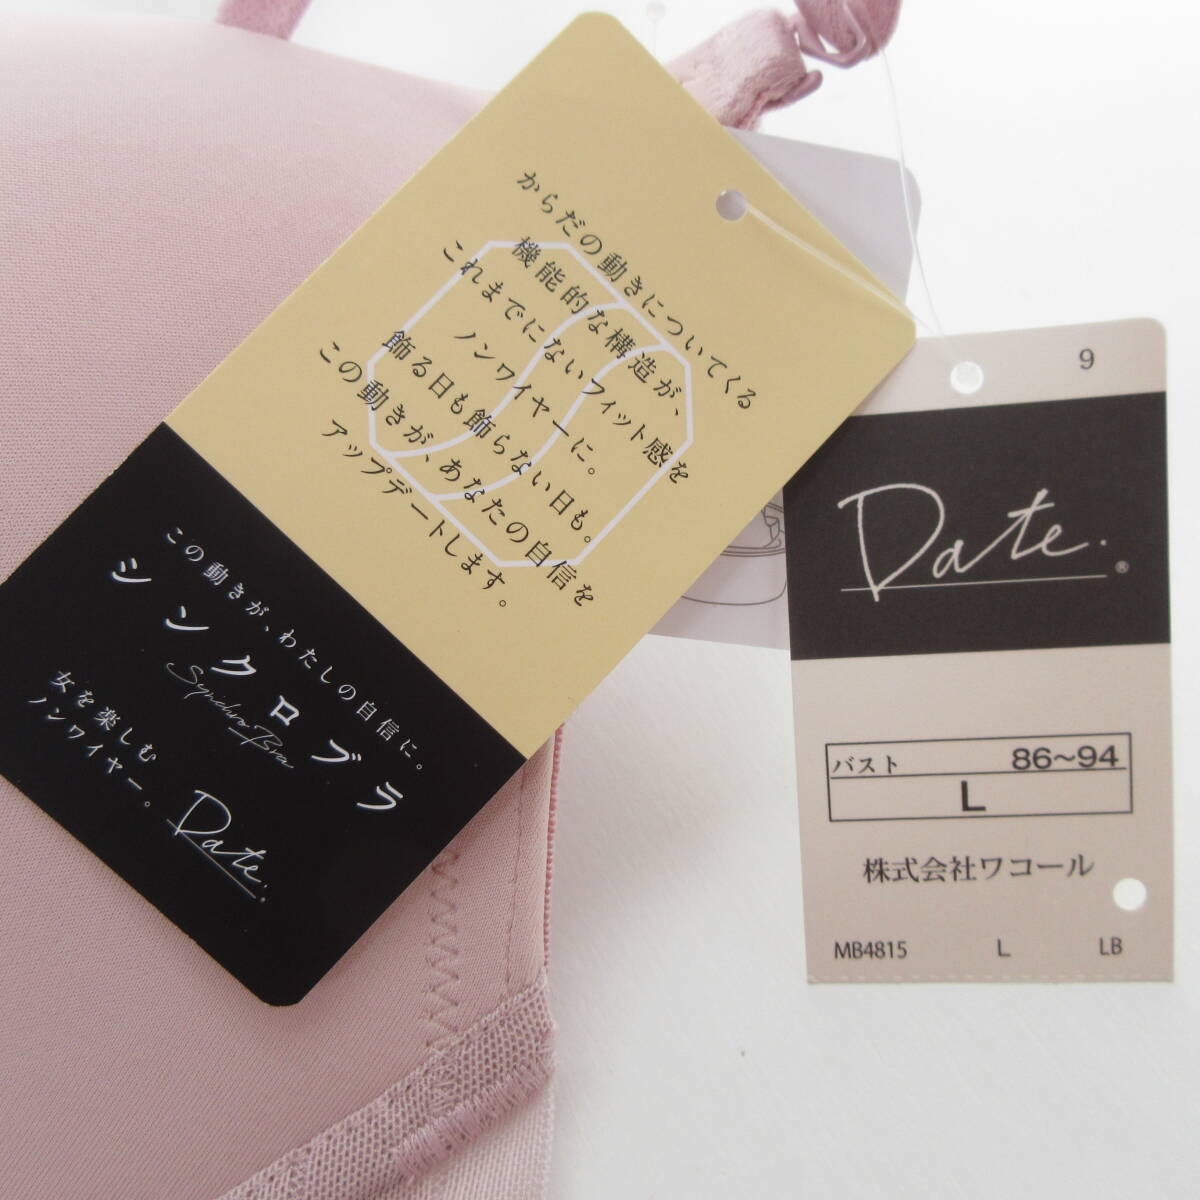 からだの動きについてくる
機能的な構造が、
これまでにないフィット感を
ノンワイヤーに。
飾る日も飾らない日も。
この動きが、あなたの自信を
アップデートします。
この動きが、わたしの自信に。
シンクロブラ
Synchro Bra
女を楽しむ
ノンワイヤー。
Date.
9
Date.®
バスト 86~94
L
株式会社ワコール
MB4815 L LB